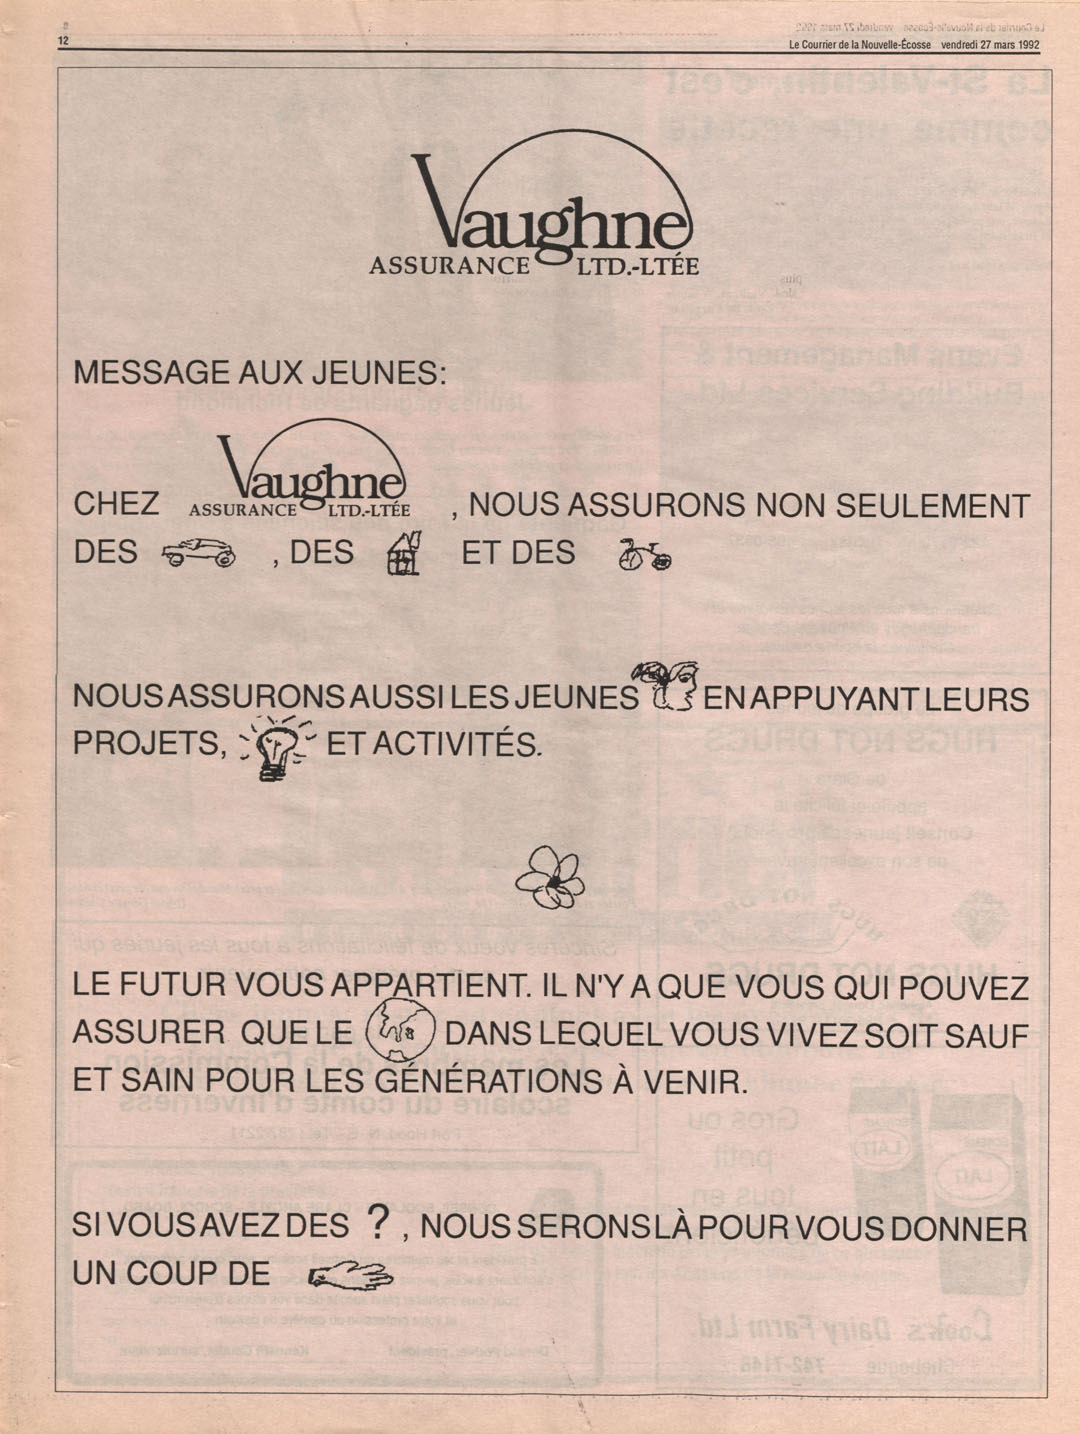 12
Le Courrier de la Nouvelle-Écosse vendredi 27 mars 1992
Vaughne
ASSURANCE LTD.-LTÉE
MESSAGE AUX JEUNES:
Vaughne
CHEZ ASSURANCE LTD.-LTÉE , NOUS ASSURONS NON SEULEMENT
DES , DES ET DES
NOUS ASSURONS AUSSI LES JEUNES EN APPUYANT LEURS
PROJETS, ET ACTIVITÉS.
LE FUTUR VOUS APPARTIENT. IL N'Y A QUE VOUS QUI POUVEZ
ASSURER QUE LE DANS LEQUEL VOUS VIVEZ SOIT SAUF
ET SAIN POUR LES GÉNÉRATIONS À VENIR.
SI VOUS AVEZ DES ? , NOUS SERONS LÀ POUR VOUS DONNER
UN COUP DE